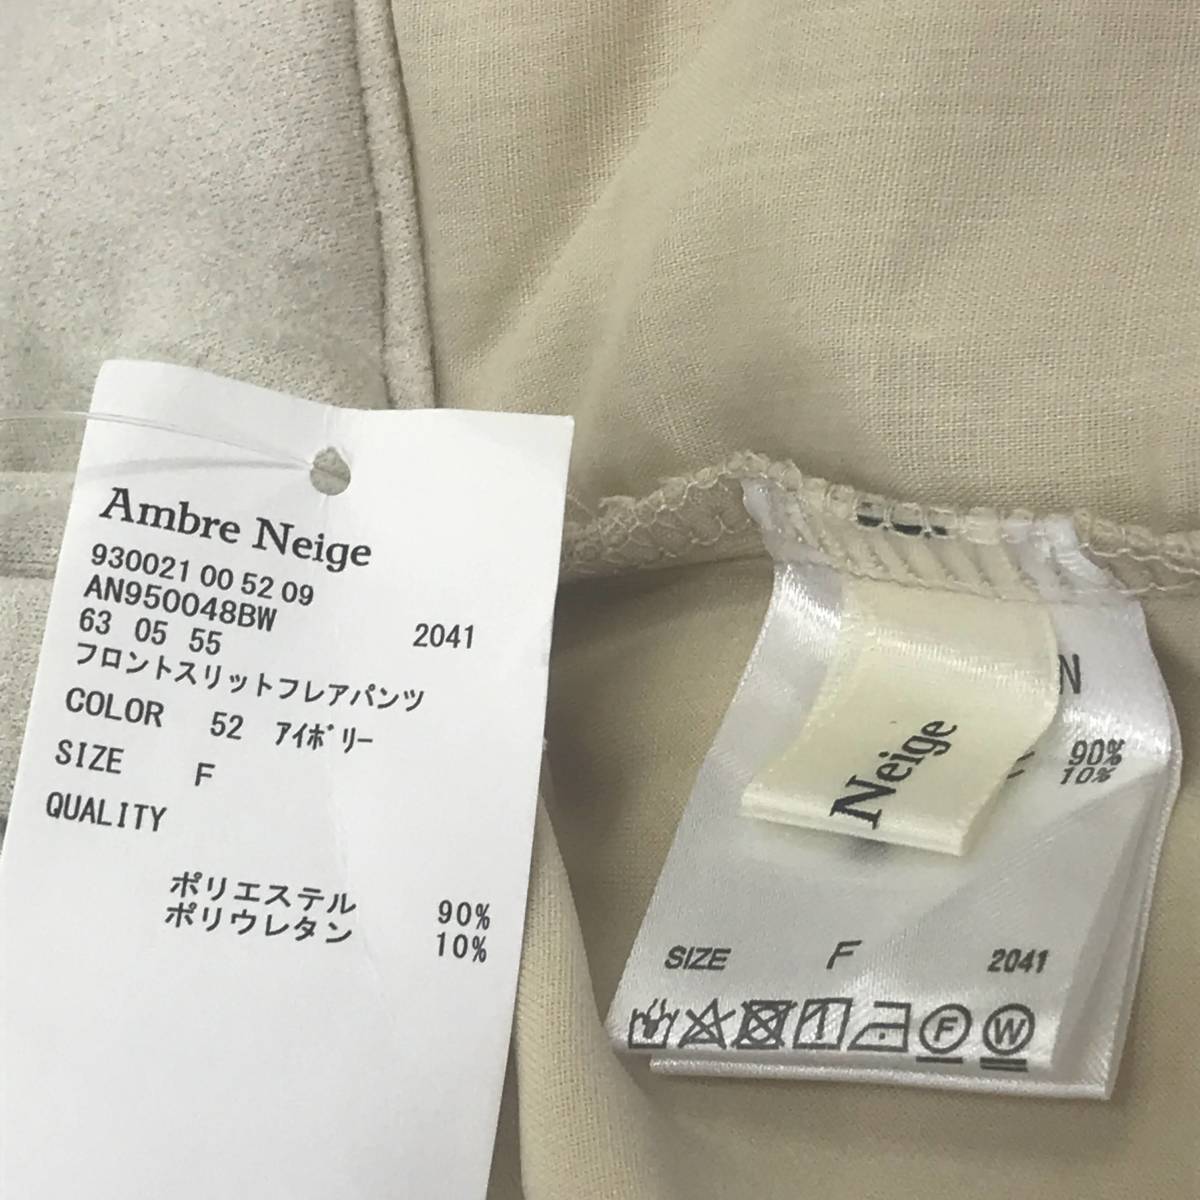 Ambre Neige
930021 00 52 09
AN950048BW
63 05 55 2041
フロントスリットフレアパンツ
COLOR 52 ｱｲﾎﾞﾘｰ
SIZE F
QUALITY
ポリエステル 90%
ポリウレタン 10%
Neige
N
90%
10%
SIZE F 2041
F W